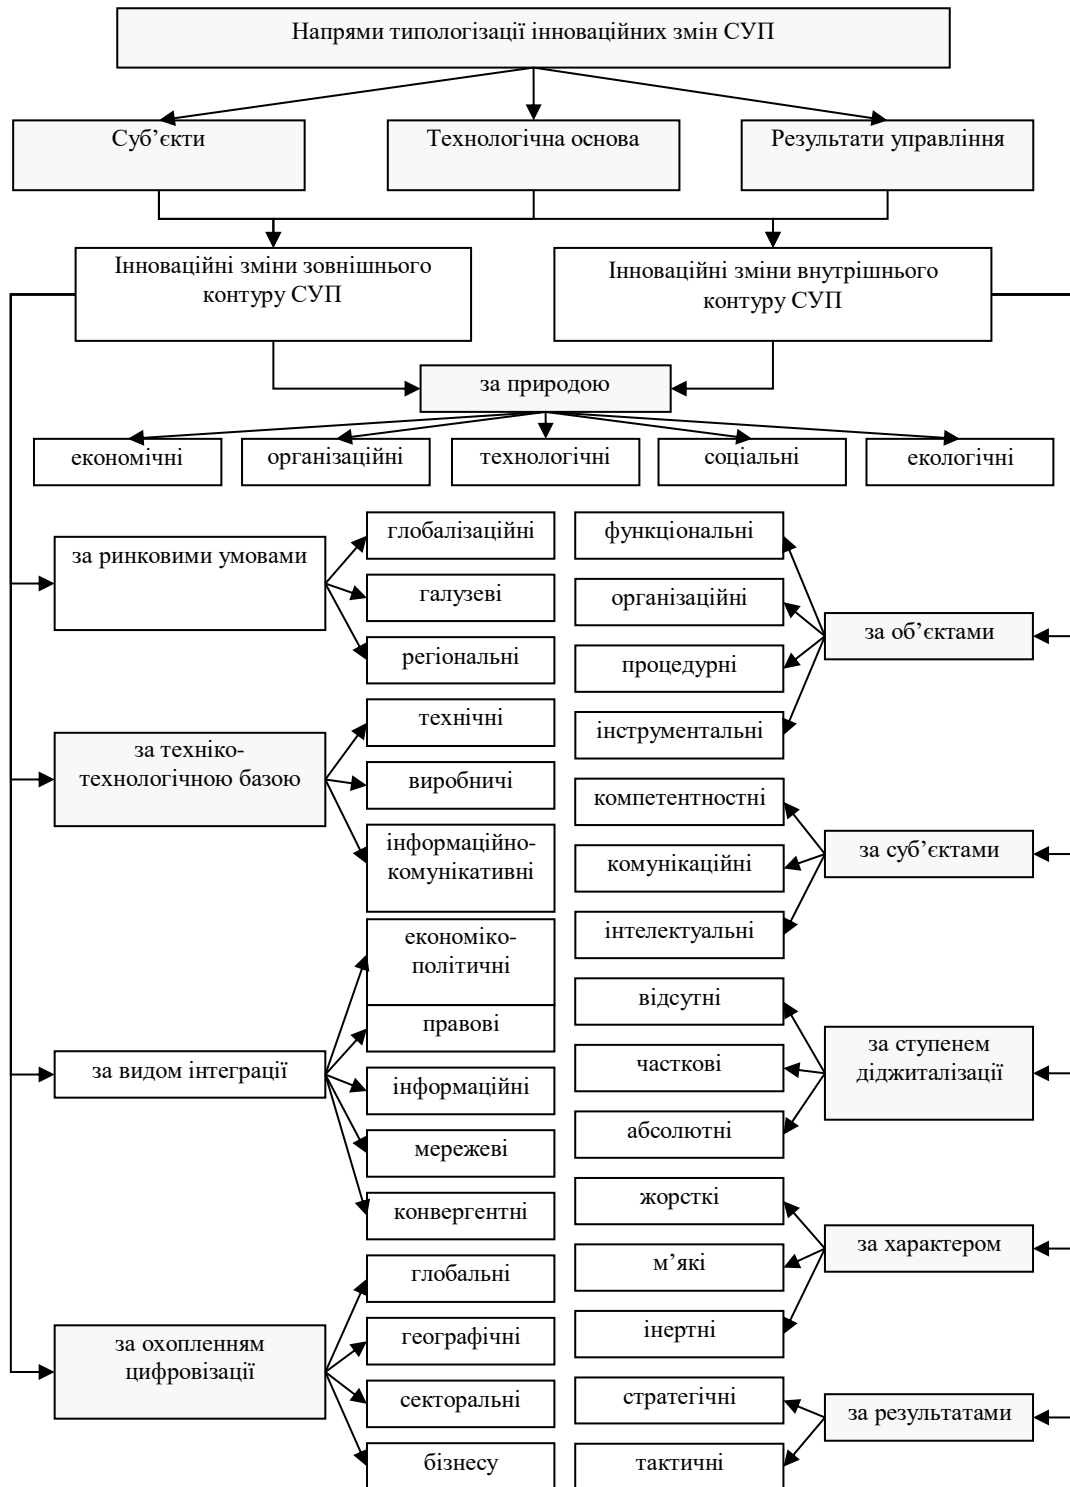 Напрями типологізації інноваційних змін СУП
Суб’єкти
Технологічна основа
Результати управління
Інноваційні зміни зовнішнього
контуру СУП
Інноваційні зміни внутрішнього
контуру СУП
за природою
економічні
організаційні
технологічні
соціальні
екологічні
за ринковими умовами
глобалізаційні
галузеві
регіональні
за техніко-
технологічною базою
технічні
виробничі
інформаційно-
комунікативні
за видом інтеграції
економіко-
політичні
правові
інформаційні
мережеві
конвергентні
за охопленням
цифровізації
глобальні
географічні
секторальні
бізнесу
функціональні
організаційні
процедурні
інструментальні
за об’єктами
компетентностні
комунікаційні
інтелектуальні
за суб’єктами
відсутні
часткові
абсолютні
за ступенем
діджиталізації
жорсткі
м’які
інертні
за характером
стратегічні
тактичні
за результатами